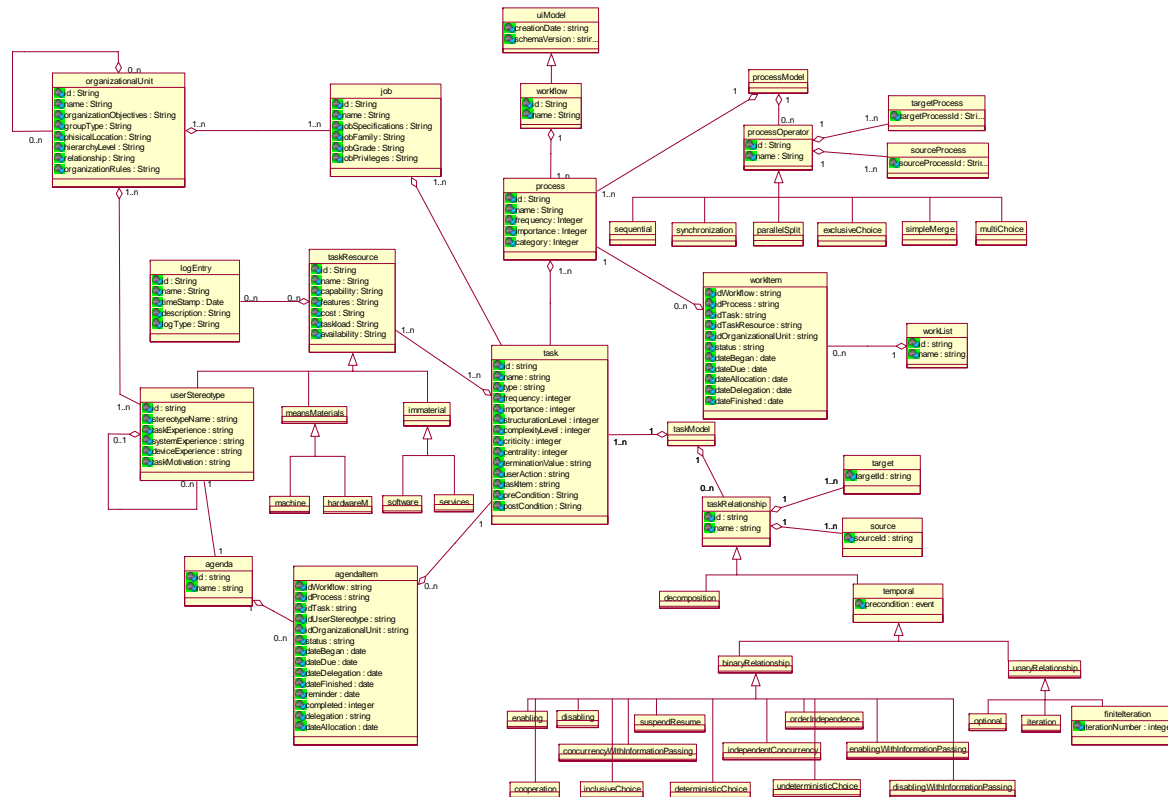 uiModel
creationDate : string
schemaVersion : strin...
workflow
id : string
name : string
1
1..n
organizationalUnit
id : String
name : String
organizationObjectives : String
groupType : String
phisicalLocation : String
hierarchyLevel : String
relationship : String
organizationRules : String
0..n
0..n
1..n
1..n
1..n
job
id : String
name : String
jobSpecifications : String
jobFamily : String
jobGrade : String
jobPrivileges : String
1..n
processModel
1
1
0..n
1..n
processOperator
id : String
name : String
1
1..n
1
1..n
targetProcess
targetProcessId : Stri...
sourceProcess
sourceProcessId : Strin...
process
id : string
name : String
frequency : Integer
importance : Integer
category : Integer
1..n
1
0..n
sequential
synchronization
parallelSplit
exclusiveChoice
simpleMerge
multiChoice
logEntry
id : String
name : String
timeStamp : Date
description : String
logType : String
0..n
0..n
taskResource
id : String
name : String
capability : String
features : String
cost : String
taskload : String
availability : String
1..n
1..n
workItem
idWorkflow : string
idProcess : string
idTask : string
idTaskResource : string
idOrganizationalUnit : string
status : string
dateBegan : date
dateDue : date
dateAllocation : date
dateDelegation : date
dateFinished : date
0..n
1
workList
id : string
name : string
task
id : string
name : string
type : string
frequency : integer
importance : integer
structurationLevel : integer
complexityLevel : integer
criticity : integer
centrality : integer
terminationValue : string
userAction : string
taskItem : string
preCondition : String
postCondition : String
1..n
1
taskModel
1
0..n
userStereotype
id : string
stereotypeName : string
taskExperience : string
systemExperience : string
deviceExperience : string
taskMotivation : string
1..n
0..1
0..n
1
1
meansMaterials
immaterial
machine
hardwareM
software
services
target
targetId : string
taskRelationship
id : string
name : string
1
1..n
1
1..n
source
sourceId : string
1
0..n
agenda
id : string
name : string
1
0..n
agendaItem
idWorkflow : string
idProcess : string
idTask : string
idUserStereotype : string
idOrganizationalUnit : string
status : string
dateBegan : date
dateDue : date
dateDelegation : date
dateFinished : date
reminder : date
completed : integer
delegation : string
dateAllocation : date
decomposition
temporal
precondition : event
binaryRelationship
unaryRelationship
enabling
disabling
suspendResume
orderIndependence
optional
iteration
finiteIteration
iterationNumber : integer
concurrencyWithInformationPassing
independentConcurrency
enablingWithInformationPassing
cooperation
inclusiveChoice
deterministicChoice
undeterministicChoice
disablingWithInformationPassing